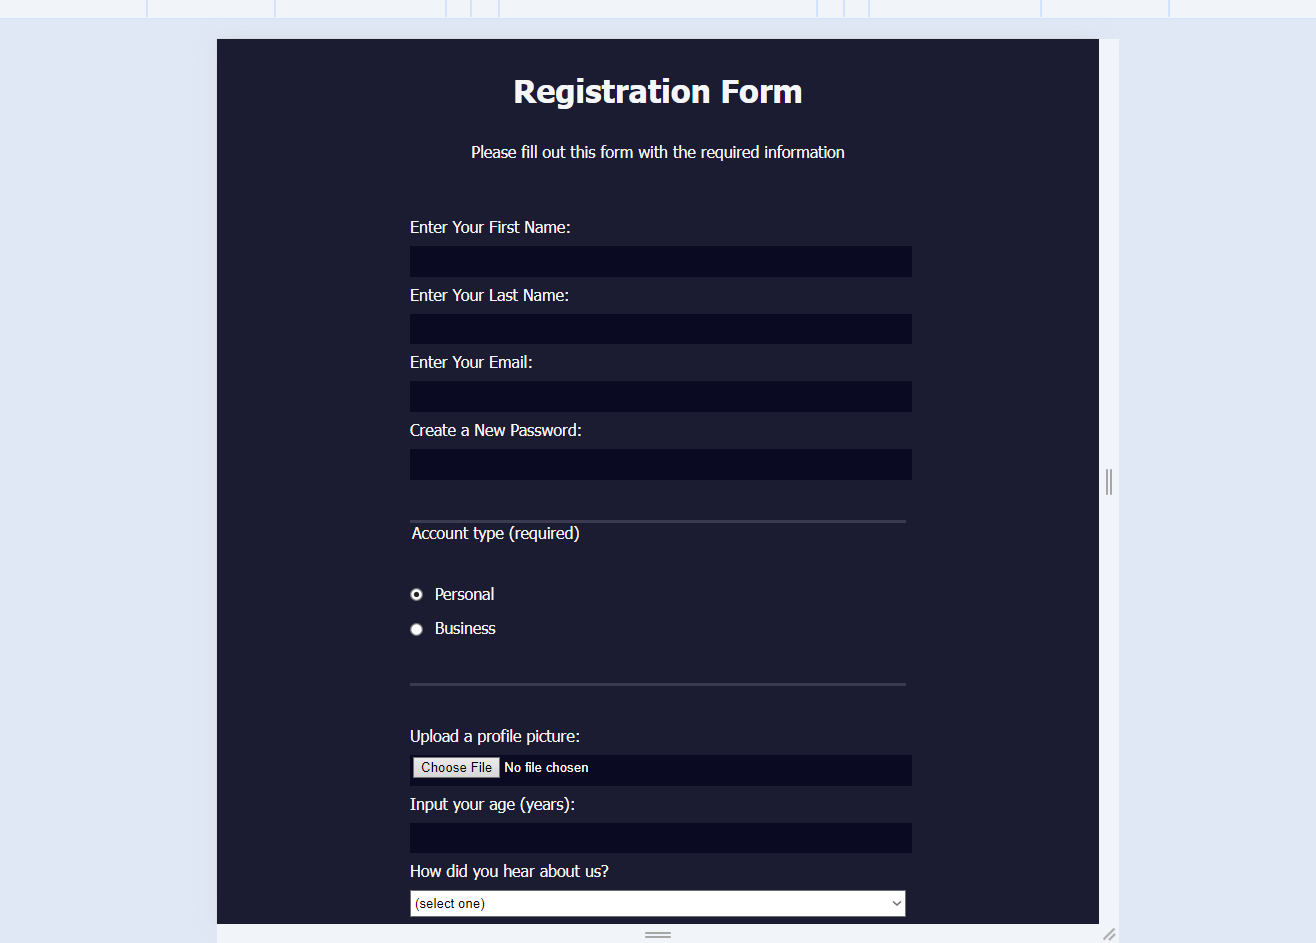 Registration Form
Please fill out this form with the required information
Enter Your First Name:
Enter Your Last Name:
Enter Your Email:
Create a New Password:
Account type (required)
Personal
Business
Upload a profile picture:
Choose File No file chosen
Input your age (years):
How did you hear about us?
(select one)